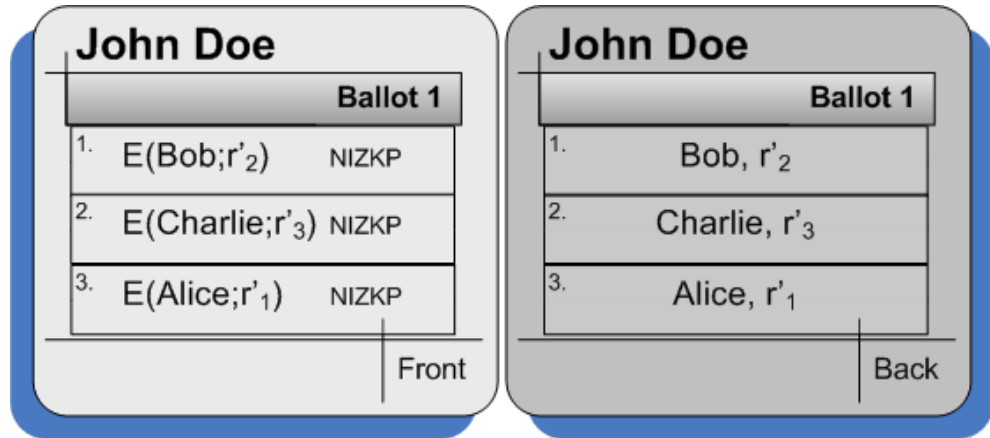 John Doe
Ballot 1
1. E(Bob;r'₂) NIZKP
2. E(Charlie;r'₃) NIZKP
3. E(Alice;r'₁) NIZKP
Front
John Doe
Ballot 1
1. Bob, r'₂
2. Charlie, r'₃
3. Alice, r'₁
Back